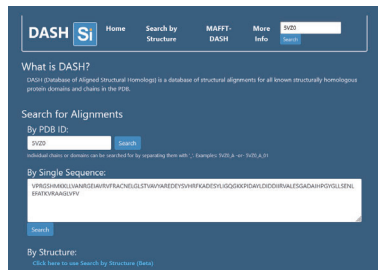 DASH Si Home Search by Structure MAFFT-DASH More Info 5VZ0
Search
What is DASH?
DASH (Database of Aligned Structural Homologs) is a database of structural alignments for all known structurally homologous
protein domains and chains in the PDB.
Search for Alignments
By PDB ID:
5VZ0 Search
Individual chains or domains can be searched for by separating them with '_'. Examples: 5VZ0_A -or- 5VZ0_A_01
By Single Sequence:
VPRGSHMKKLLVANRGEIAVRVFRACNELGLSTVAVYAREDEYSVHRFKADESYLIGQGKKPIDAYLDIDDIIRVALESGADAIHPGYGLLSENL
EFATKVRAAGLVFV
Search
By Structure:
Click here to use Search by Structure (Beta)